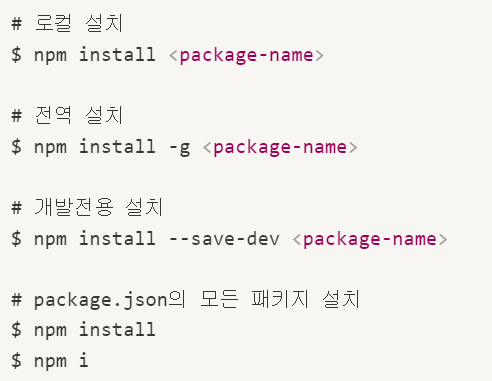 # 로컬 설치
$ npm install <package-name>
# 전역 설치
$ npm install -g <package-name>
# 개발전용 설치
$ npm install --save-dev <package-name>
# package.json의 모든 패키지 설치
$ npm install
$ npm i